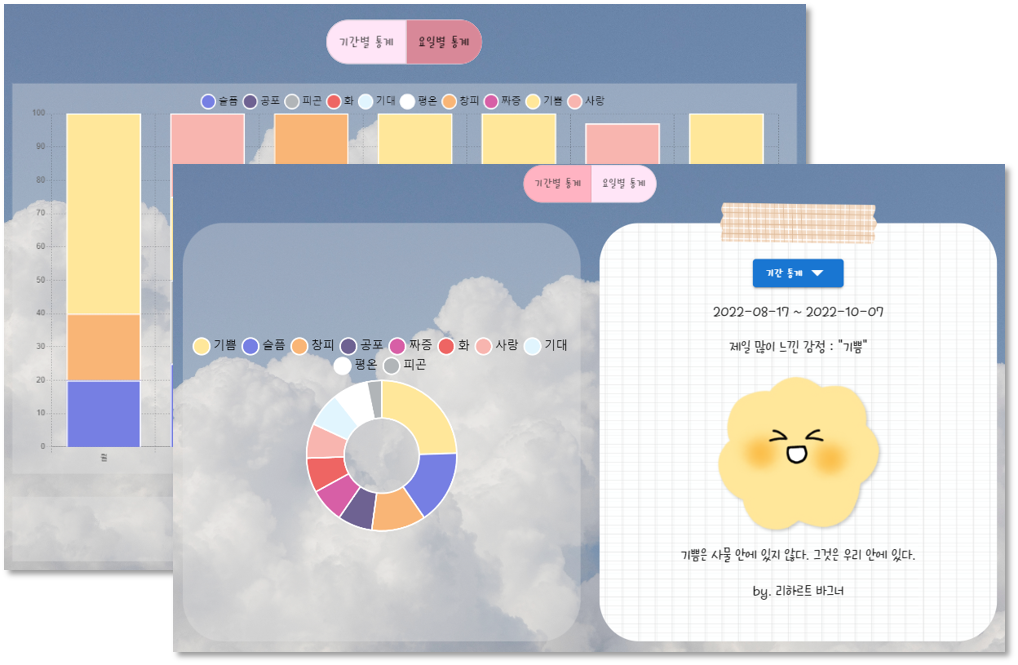 기간별 통계 요일별 통계
슬픔 공포 피곤 화 기대 평온 창피 짜증 기쁨 사랑
100
90
80
70
60
50
40
30
20
10
0
월
기간별 통계 요일별 통계
기쁨 슬픔 창피 공포 짜증 화 사랑 기대
평온 피곤
기간 통계
2022-08-17 ~ 2022-10-07
제일 많이 느낀 감정 : "기쁨"
기쁨은 사물 안에 있지 않다. 그것은 우리 안에 있다.
by. 리하르트 바그너